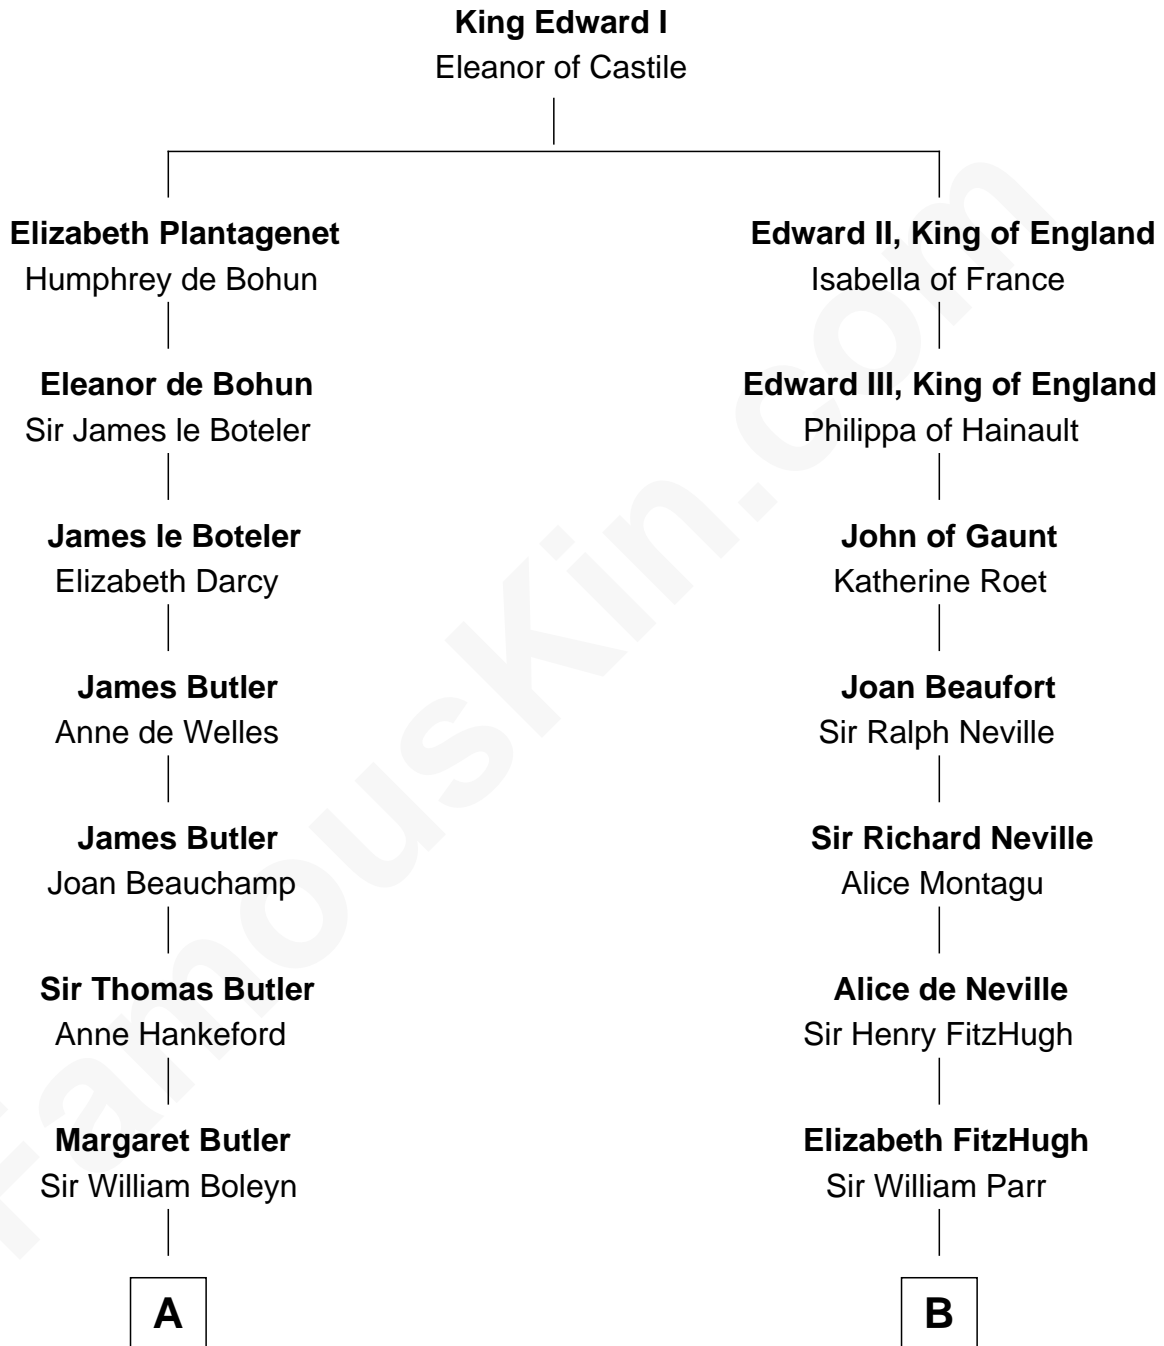 King Edward I
Eleanor of Castile
Elizabeth Plantagenet
Humphrey de Bohun
Edward II, King of England
Isabella of France
Eleanor de Bohun
Sir James le Boteler
Edward III, King of England
Philippa of Hainault
James le Boteler
Elizabeth Darcy
John of Gaunt
Katherine Roet
James Butler
Anne de Welles
Joan Beaufort
Sir Ralph Neville
James Butler
Joan Beauchamp
Sir Richard Neville
Alice Montagu
Sir Thomas Butler
Anne Hankeford
Alice de Neville
Sir Henry FitzHugh
Margaret Butler
Sir William Boleyn
Elizabeth FitzHugh
Sir William Parr
A
B
FamousKin.com